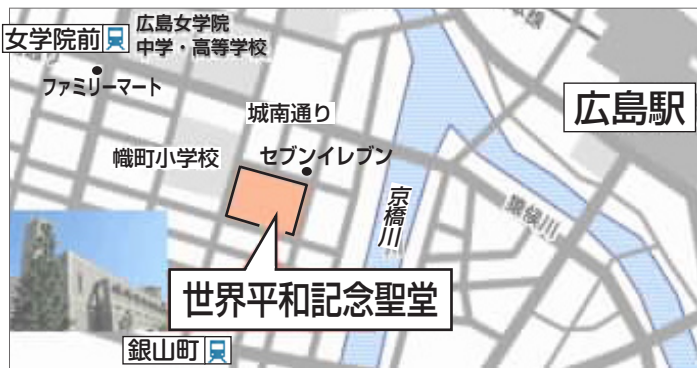 女学院前
広島女学院
中学・高等学校
ファミリーマート
広島駅
城南通り
幟町小学校
セブンイレブン
京橋川
猿猴川
世界平和記念聖堂
銀山町